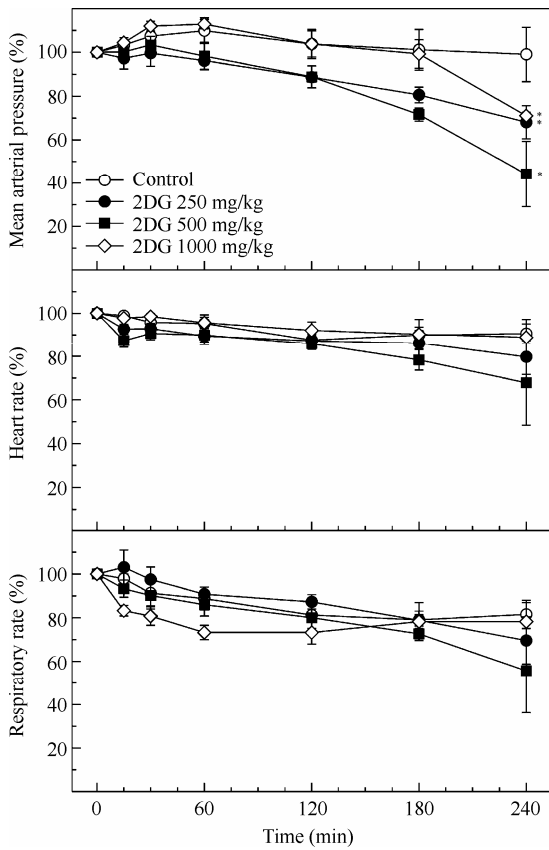 Mean arterial pressure (%)
100
80
60
40
20
Control
2DG 250 mg/kg
2DG 500 mg/kg
2DG 1000 mg/kg
*
*
*
Heart rate (%)
100
80
60
40
20
Respiratory rate (%)
100
80
60
40
20
0 60 120 180 240
Time (min)